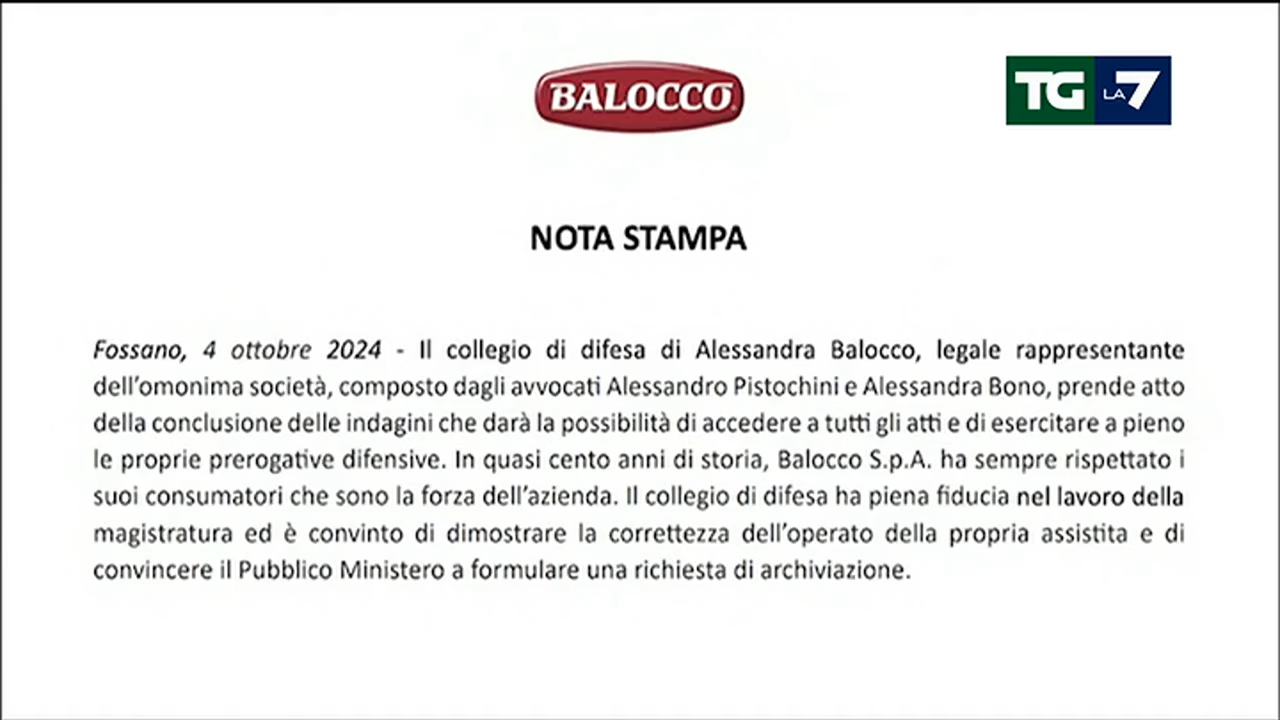 BALOCCO
TG LA7
NOTA STAMPA
Fossano, 4 ottobre 2024 - Il collegio di difesa di Alessandra Balocco, legale rappresentante
dell'omonima società, composto dagli avvocati Alessandro Pistochini e Alessandra Bono, prende atto
della conclusione delle indagini che darà la possibilità di accedere a tutti gli atti e di esercitare a pieno
le proprie prerogative difensive. In quasi cento anni di storia, Balocco S.p.A. ha sempre rispettato i
suoi consumatori che sono la forza dell'azienda. Il collegio di difesa ha piena fiducia nel lavoro della
magistratura ed è convinto di dimostrare la correttezza dell'operato della propria assistita e di
convincere il Pubblico Ministero a formulare una richiesta di archiviazione.